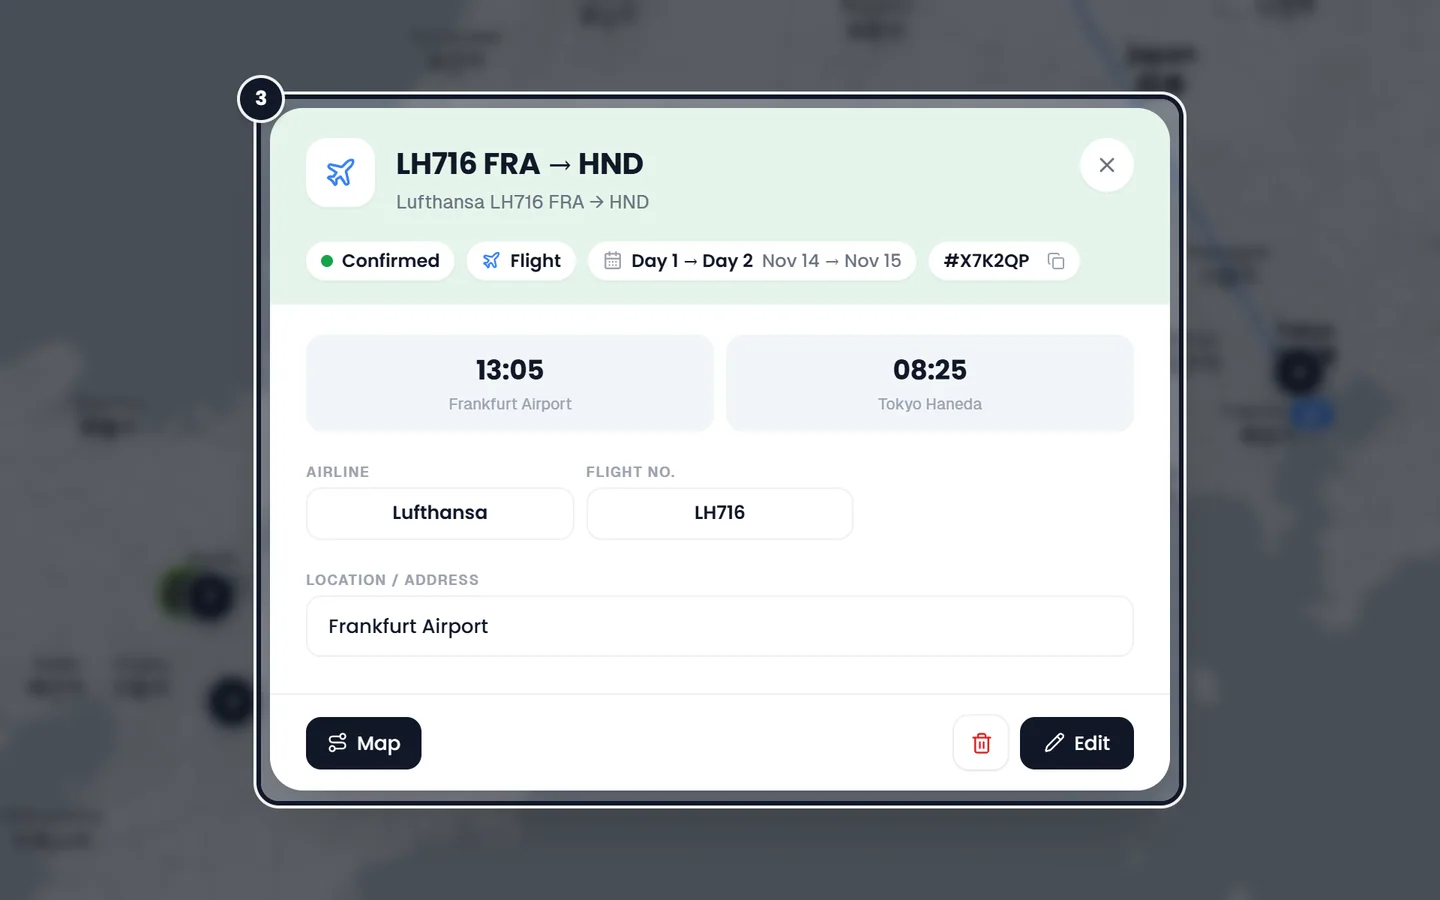 3
LH716 FRA → HND
Lufthansa LH716 FRA → HND
Confirmed
Flight
Day 1 → Day 2 Nov 14 → Nov 15
#X7K2QP
13:05
Frankfurt Airport
08:25
Tokyo Haneda
AIRLINE
FLIGHT NO.
Lufthansa
LH716
LOCATION / ADDRESS
Frankfurt Airport
Map
Edit